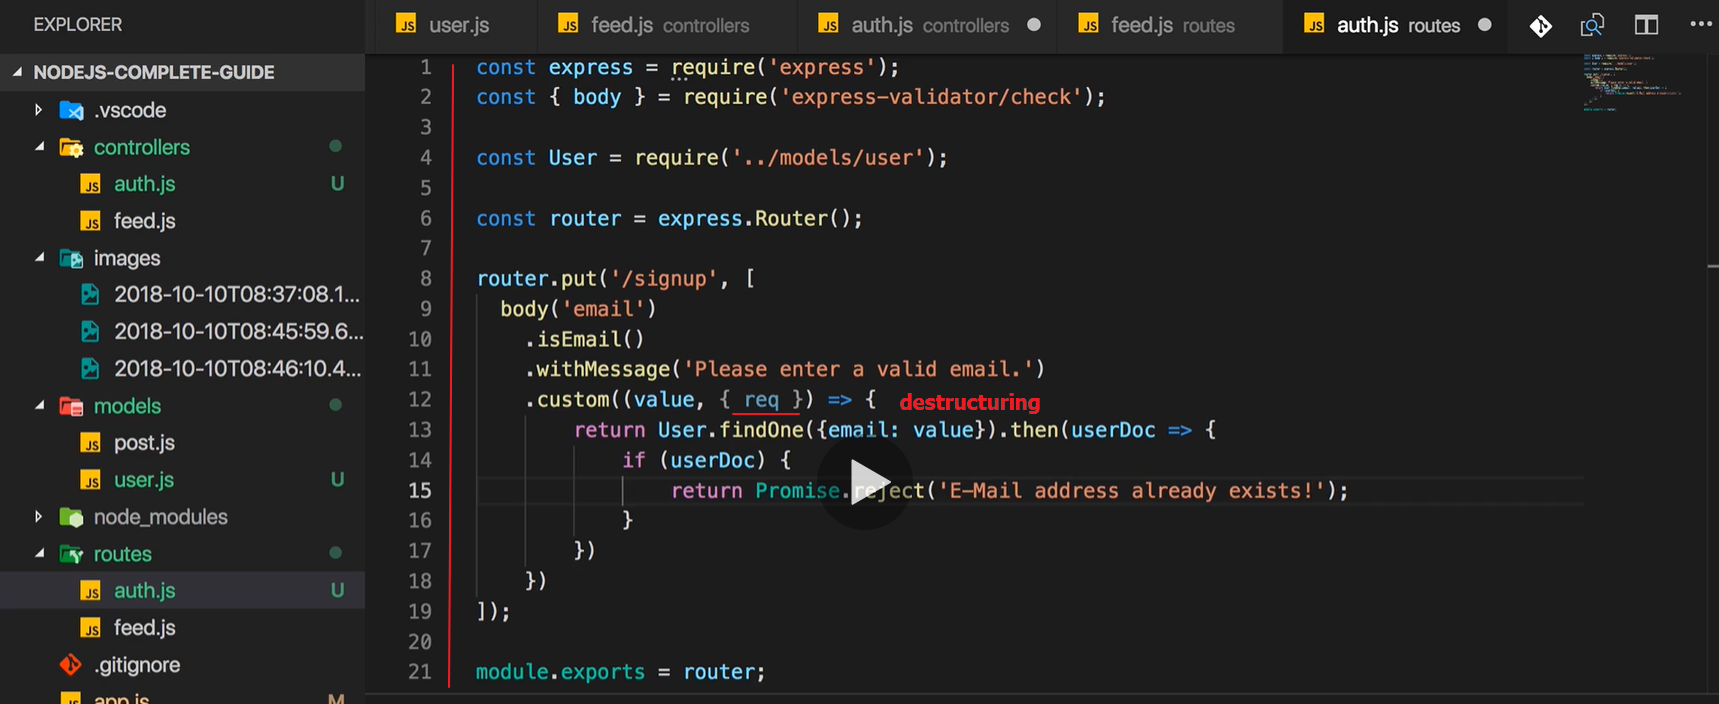 EXPLORER
NODEJS-COMPLETE-GUIDE
.vscode
controllers
auth.js U
feed.js
images
2018-10-10T08:37:08.1...
2018-10-10T08:45:59.6...
2018-10-10T08:46:10.4...
models
post.js
user.js U
node_modules
routes
auth.js U
feed.js
.gitignore
app.js M
user.js feed.js controllers auth.js controllers feed.js routes auth.js routes
1 const express = require('express');
2 const { body } = require('express-validator/check');
3
4 const User = require('../models/user');
5
6 const router = express.Router();
7
8 router.put('/signup', [
9 body('email')
10 .isEmail()
11 .withMessage('Please enter a valid email.')
12 .custom((value, { req }) => { destructuring
13 return User.findOne({email: value}).then(userDoc => {
14 if (userDoc) {
15 return Promise.reject('E-Mail address already exists!');
16 }
17 })
18 })
19 ]);
20
21 module.exports = router;